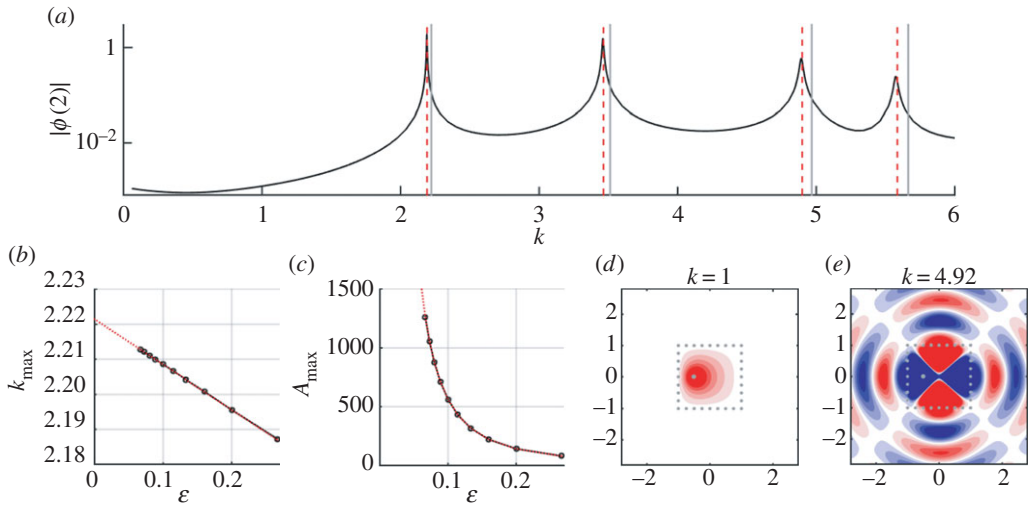 (a)
|ϕ(2)|
1
10⁻²
0 1 2 3 4 5 6
k
(b)
k_max
2.23
2.22
2.21
2.20
2.19
2.18
0 0.1 0.2
ε
(c)
A_max
1500
1000
500
0
0.1 0.2
ε
(d)
k = 1
2
1
0
−1
−2
−2 0 2
(e)
k = 4.92
2
1
0
−1
−2
−2 0 2